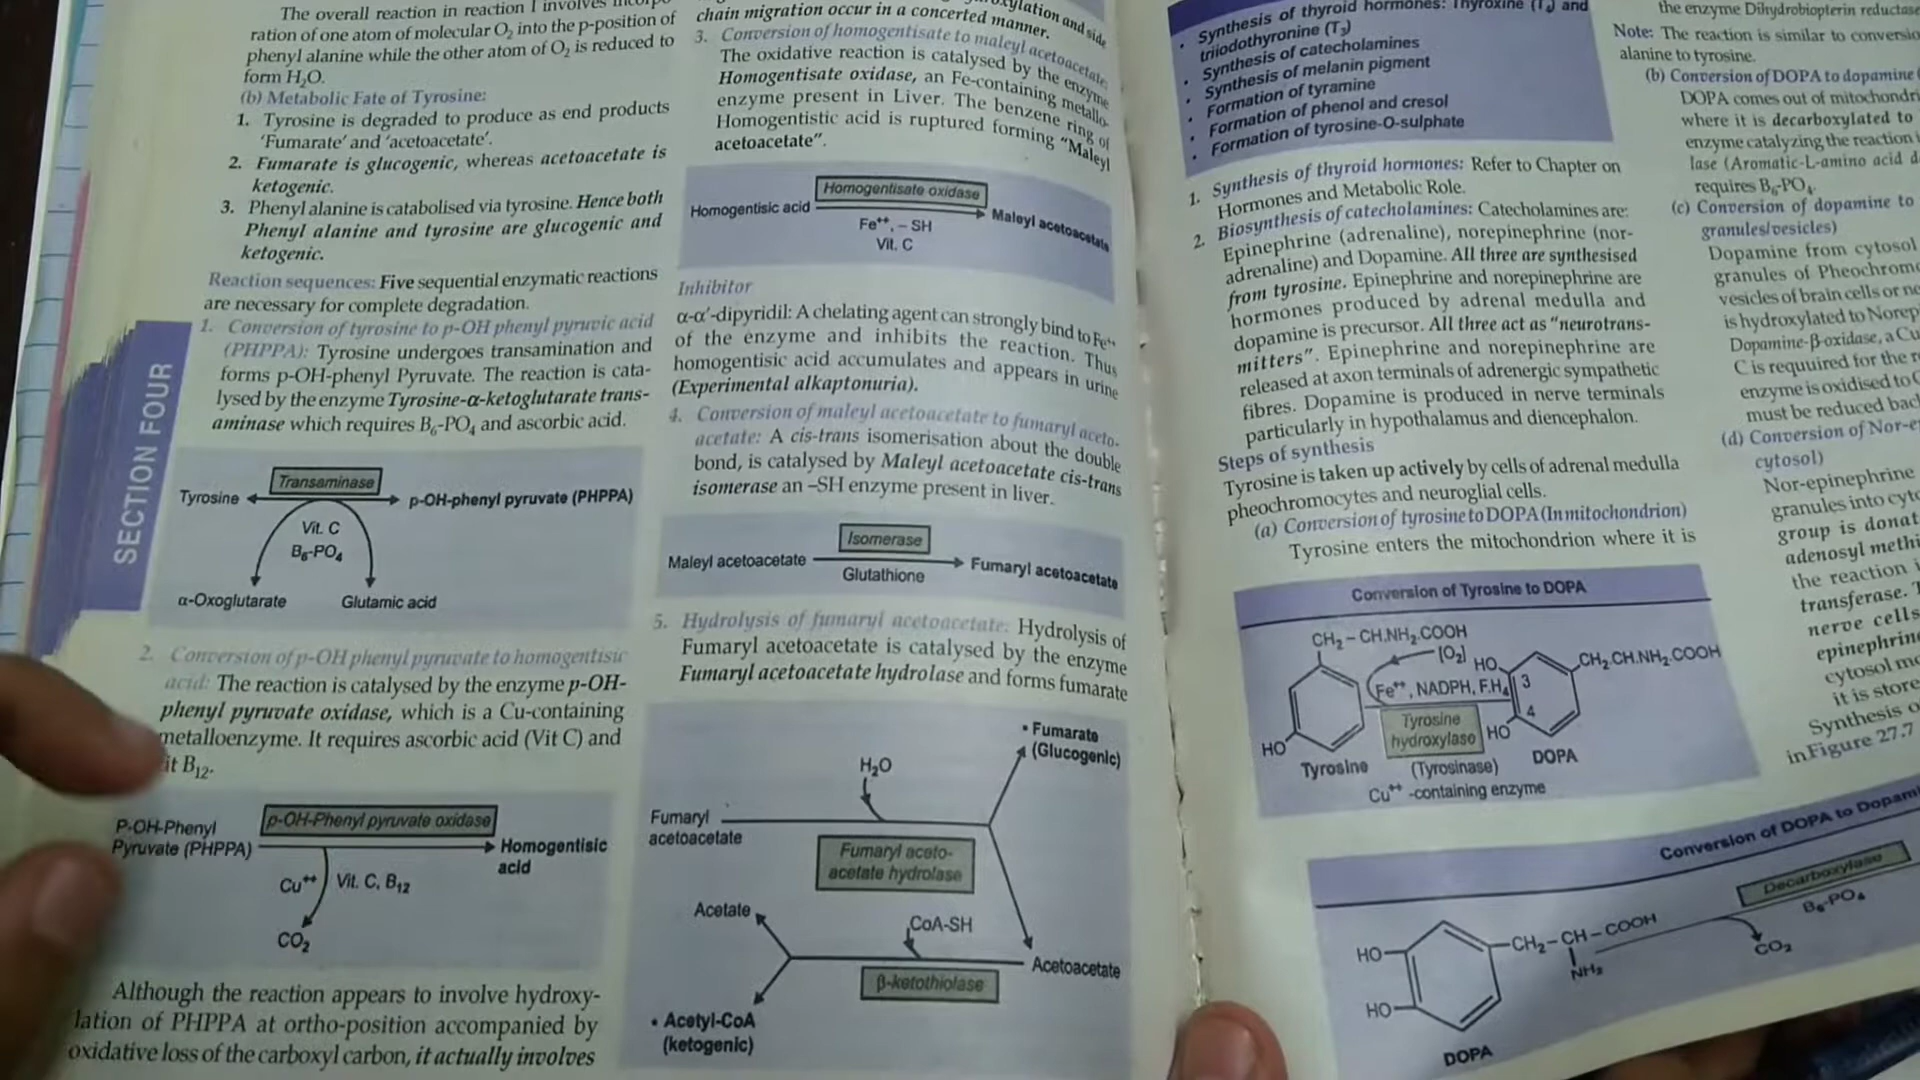 The overall reaction in reaction I involves incorpo-
ration of one atom of molecular O₂ into the p-position of
phenyl alanine while the other atom of O₂ is reduced to
form H₂O.
(b) Metabolic Fate of Tyrosine:
1. Tyrosine is degraded to produce as end products
'Fumarate' and 'acetoacetate'.
2. Fumarate is glucogenic, whereas acetoacetate is
ketogenic.
3. Phenyl alanine is catabolised via tyrosine. Hence both
Phenyl alanine and tyrosine are glucogenic and
ketogenic.
Reaction sequences: Five sequential enzymatic reactions
are necessary for complete degradation.
1. Conversion of tyrosine to p-OH phenyl pyruvic acid
(PHPPA): Tyrosine undergoes transamination and
forms p-OH-phenyl Pyruvate. The reaction is cata-
lysed by the enzyme Tyrosine-α-ketoglutarate trans-
aminase which requires B₆-PO₄ and ascorbic acid.
Transaminase
Tyrosine
p-OH-phenyl pyruvate (PHPPA)
Vit. C
B₆-PO₄
α-Oxoglutarate
Glutamic acid
SECTION FOUR
2. Conversion of p-OH phenyl pyruvate to homogentisic
acid: The reaction is catalysed by the enzyme p-OH-
phenyl pyruvate oxidase, which is a Cu-containing
metalloenzyme. It requires ascorbic acid (Vit C) and
it B₁₂.
P-OH-Phenyl
Pyruvate (PHPPA)
p-OH-Phenyl pyruvate oxidase
Homogentisic
acid
Cu⁺⁺
Vit. C, B₁₂
CO₂
Although the reaction appears to involve hydroxy-
lation of PHPPA at ortho-position accompanied by
oxidative loss of the carboxyl carbon, it actually involves
chain migration occur in a concerted manner.
3. Conversion of homogentisate to maleyl acetoacetate:
The oxidative reaction is catalysed by the enzyme
Homogentisate oxidase, an Fe-containing metallo-
enzyme present in Liver. The benzene ring of
Homogentistic acid is ruptured forming "Maleyl
acetoacetate".
Homogentisate oxidase
Homogentisic acid
Maleyl acetoacetate
Fe⁺⁺, – SH
Vit. C
Inhibitor
α-α'-dipyridil: A chelating agent can strongly bind to Fe⁺⁺
of the enzyme and inhibits the reaction. Thus
homogentisic acid accumulates and appears in urine
(Experimental alkaptonuria).
4. Conversion of maleyl acetoacetate to fumaryl aceto-
acetate: A cis-trans isomerisation about the double
bond, is catalysed by Maleyl acetoacetate cis-trans
isomerase an –SH enzyme present in liver.
Isomerase
Maleyl acetoacetate
Fumaryl acetoacetate
Glutathione
5. Hydrolysis of fumaryl acetoacetate: Hydrolysis of
Fumaryl acetoacetate is catalysed by the enzyme
Fumaryl acetoacetate hydrolase and forms fumarate
• Fumarate
(Glucogenic)
H₂O
Fumaryl
acetoacetate
Fumaryl aceto-
acetate hydrolase
Acetate
CoA-SH
Acetoacetate
β-ketothiolase
• Acetyl-CoA
(ketogenic)
• Synthesis of thyroid hormones: Thyroxine (T₄) and
triiodothyronine (T₃)
• Synthesis of catecholamines
• Synthesis of melanin pigment
• Formation of tyramine
• Formation of phenol and cresol
• Formation of tyrosine-O-sulphate
1. Synthesis of thyroid hormones: Refer to Chapter on
Hormones and Metabolic Role.
2. Biosynthesis of catecholamines: Catecholamines are:
Epinephrine (adrenaline), norepinephrine (nor-
adrenaline) and Dopamine. All three are synthesised
from tyrosine. Epinephrine and norepinephrine are
hormones produced by adrenal medulla and
dopamine is precursor. All three act as "neurotrans-
mitters". Epinephrine and norepinephrine are
released at axon terminals of adrenergic sympathetic
fibres. Dopamine is produced in nerve terminals
particularly in hypothalamus and diencephalon.
Steps of synthesis
Tyrosine is taken up actively by cells of adrenal medulla
pheochromocytes and neuroglial cells.
(a) Conversion of tyrosine to DOPA (In mitochondrion)
Tyrosine enters the mitochondrion where it is
Conversion of Tyrosine to DOPA
CH₂ – CH.NH₂.COOH
[O₂]
HO
CH₂.CH.NH₂.COOH
Fe⁺⁺, NADPH, F.H₄
3
4
Tyrosine
hydroxylase
HO
HO
Tyrosine
(Tyrosinase)
DOPA
Cu⁺⁺ -containing enzyme
Conversion of DOPA to Dopami
Decarboxylase
B₆-PO₄
HO
CH₂ – CH – COOH
NH₂
CO₂
HO
DOPA
the enzyme Dihydrobiopterin reductase
Note: The reaction is similar to conversio
alanine to tyrosine.
(b) Conversion of DOPA to dopamine (
DOPA comes out of mitochondri
where it is decarboxylated to
enzyme catalyzing the reaction i
lase (Aromatic-L-amino acid d
requires B₆-PO₄.
(c) Conversion of dopamine to
granules/vesicles)
Dopamine from cytosol
granules of Pheochromo
vesicles of brain cells or ne
is hydroxylated to Norep
Dopamine-β-oxidase, a Cu
C is requuired for the r
enzyme is oxidised to C
must be reduced bac
(d) Conversion of Nor-e
cytosol)
Nor-epinephrine
granules into cyto
group is donat
adenosyl methi
the reaction i
transferase. T
nerve cells
epinephrin
cytosol mo
it is store
Synthesis o
in Figure 27.7